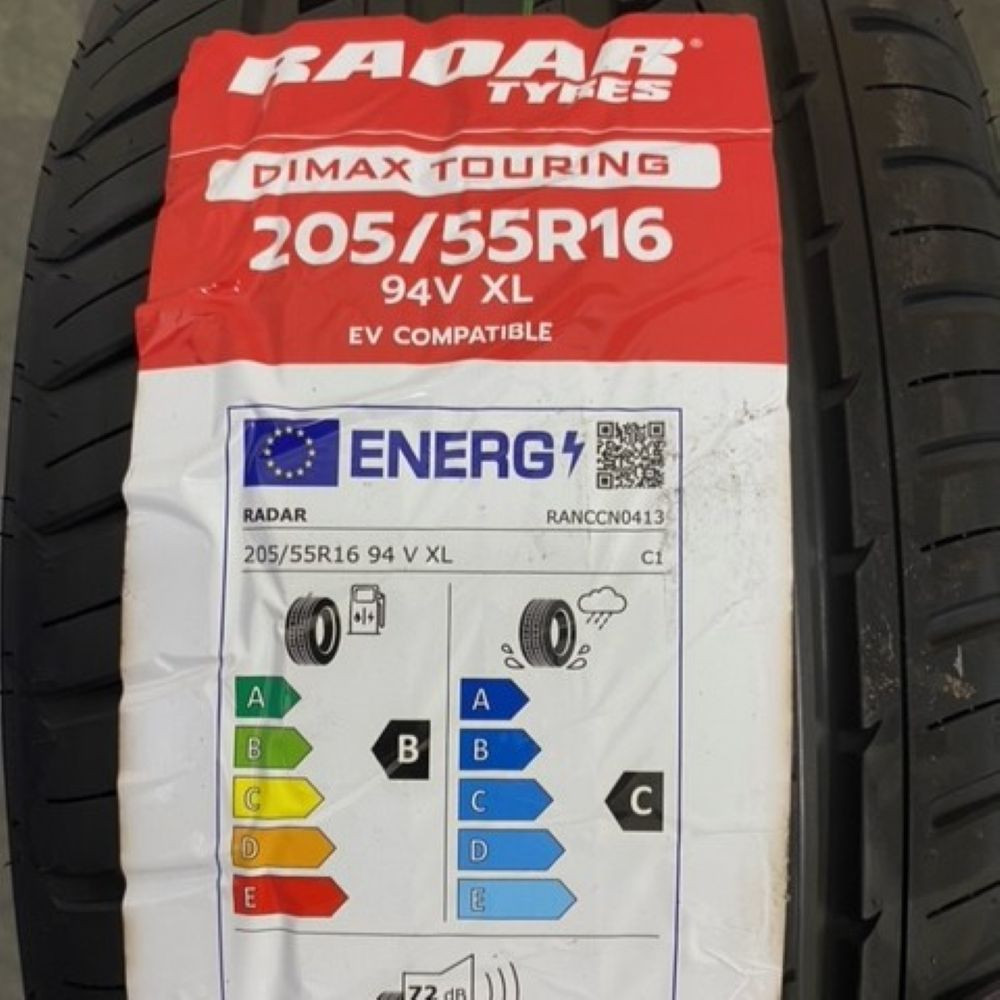 RADAR®
TYRES
DIMAX TOURING
205/55R16
94V XL
EV COMPATIBLE
ENERG
RADAR RANCCN0413
205/55R16 94 V XL C1
A A
B B B
C C C
D D
E E
72 dB